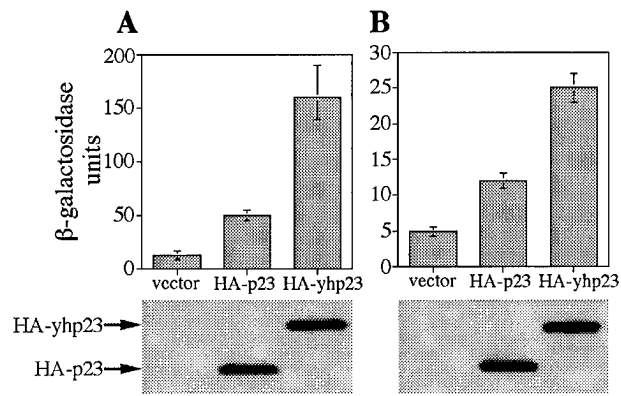 A
B
β-galactosidase
units
200
150
100
50
0
vector HA-p23 HA-yhp23
30
25
20
15
10
5
0
vector HA-p23 HA-yhp23
HA-yhp23
HA-p23